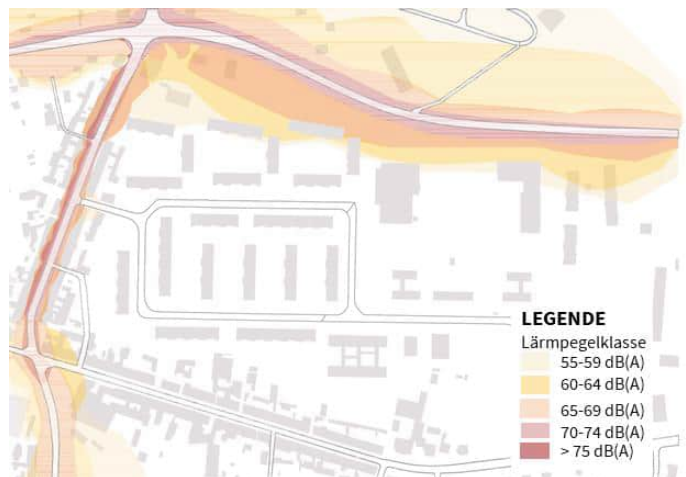 LEGENDE
Lärmpegelklasse
55-59 dB(A)
60-64 dB(A)
65-69 dB(A)
70-74 dB(A)
> 75 dB(A)